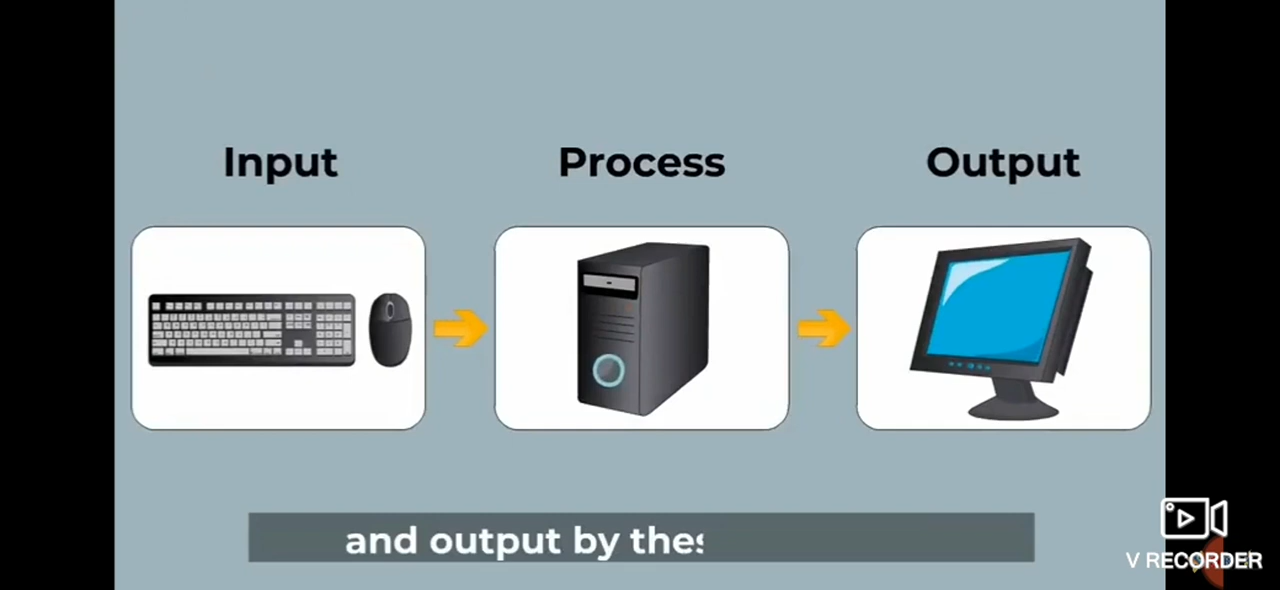 Input Process Output
and output by thes
V RECORDER